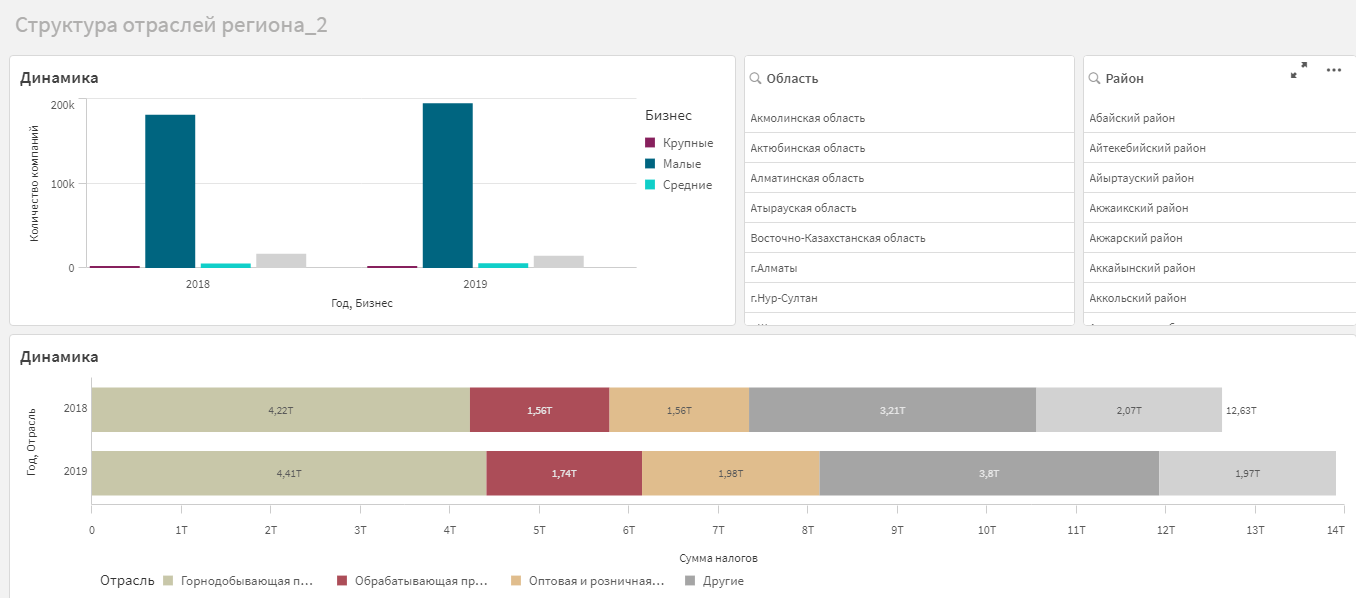 Структура отраслей региона_2
Динамика
200k
100k
0
Количество компаний
2018
2019
Год, Бизнес
Бизнес
Крупные
Малые
Средние
Область
Акмолинская область
Актюбинская область
Алматинская область
Атырауская область
Восточно-Казахстанская область
г.Алматы
г.Нур-Султан
Район
Абайский район
Айтекебийский район
Айыртауский район
Акжаикский район
Акжарский район
Аккайынский район
Аккольский район
Динамика
Год, Отрасль
2018
4,22T
1,56T
1,56T
3,21T
2,07T
12,63T
2019
4,41T
1,74T
1,98T
3,8T
1,97T
0
1T
2T
3T
4T
5T
6T
7T
8T
9T
10T
11T
12T
13T
14T
Сумма налогов
Отрасль
Горнодобывающая п...
Обрабатывающая пр...
Оптовая и розничная...
Другие